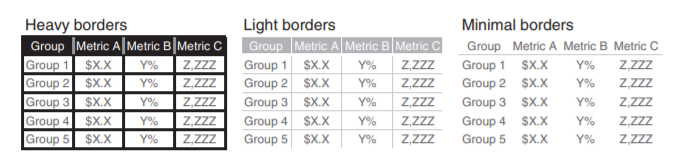 Heavy borders
Group Metric A Metric B Metric C
Group 1 $X.X Y% Z,ZZZ
Group 2 $X.X Y% Z,ZZZ
Group 3 $X.X Y% Z,ZZZ
Group 4 $X.X Y% Z,ZZZ
Group 5 $X.X Y% Z,ZZZ
Light borders
Group Metric A Metric B Metric C
Group 1 $X.X Y% Z,ZZZ
Group 2 $X.X Y% Z,ZZZ
Group 3 $X.X Y% Z,ZZZ
Group 4 $X.X Y% Z,ZZZ
Group 5 $X.X Y% Z,ZZZ
Minimal borders
Group Metric A Metric B Metric C
Group 1 $X.X Y% Z,ZZZ
Group 2 $X.X Y% Z,ZZZ
Group 3 $X.X Y% Z,ZZZ
Group 4 $X.X Y% Z,ZZZ
Group 5 $X.X Y% Z,ZZZ